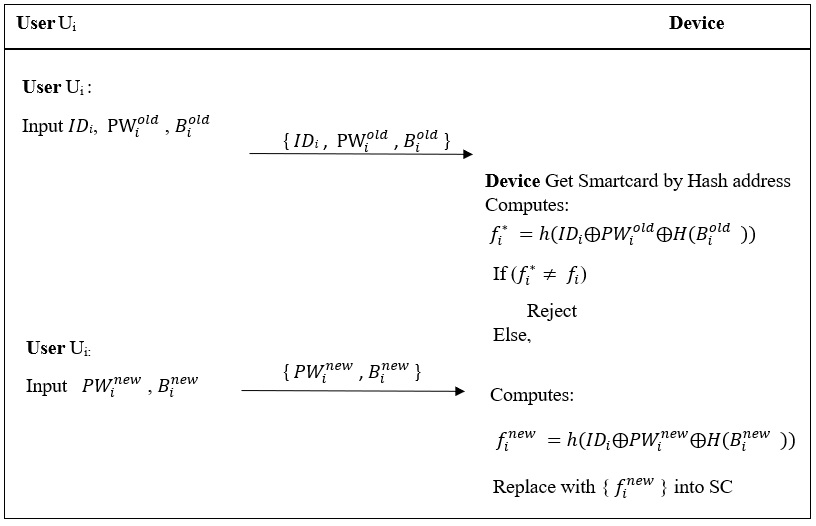 User Uᵢ Device
User Uᵢ :
Input IDᵢ, PWᵢᵒˡᵈ , Bᵢᵒˡᵈ
{ IDᵢ , PWᵢᵒˡᵈ , Bᵢᵒˡᵈ }
Device Get Smartcard by Hash address
Computes:
fᵢ* = h(IDᵢ⊕PWᵢᵒˡᵈ⊕H(Bᵢᵒˡᵈ ))
If (fᵢ* ≠ fᵢ)
Reject
Else,
User Uᵢ:
Input PWᵢⁿᵉʷ , Bᵢⁿᵉʷ
{ PWᵢⁿᵉʷ , Bᵢⁿᵉʷ }
Computes:
fᵢⁿᵉʷ = h(IDᵢ⊕PWᵢⁿᵉʷ⊕H(Bᵢⁿᵉʷ ))
Replace with { fᵢⁿᵉʷ } into SC